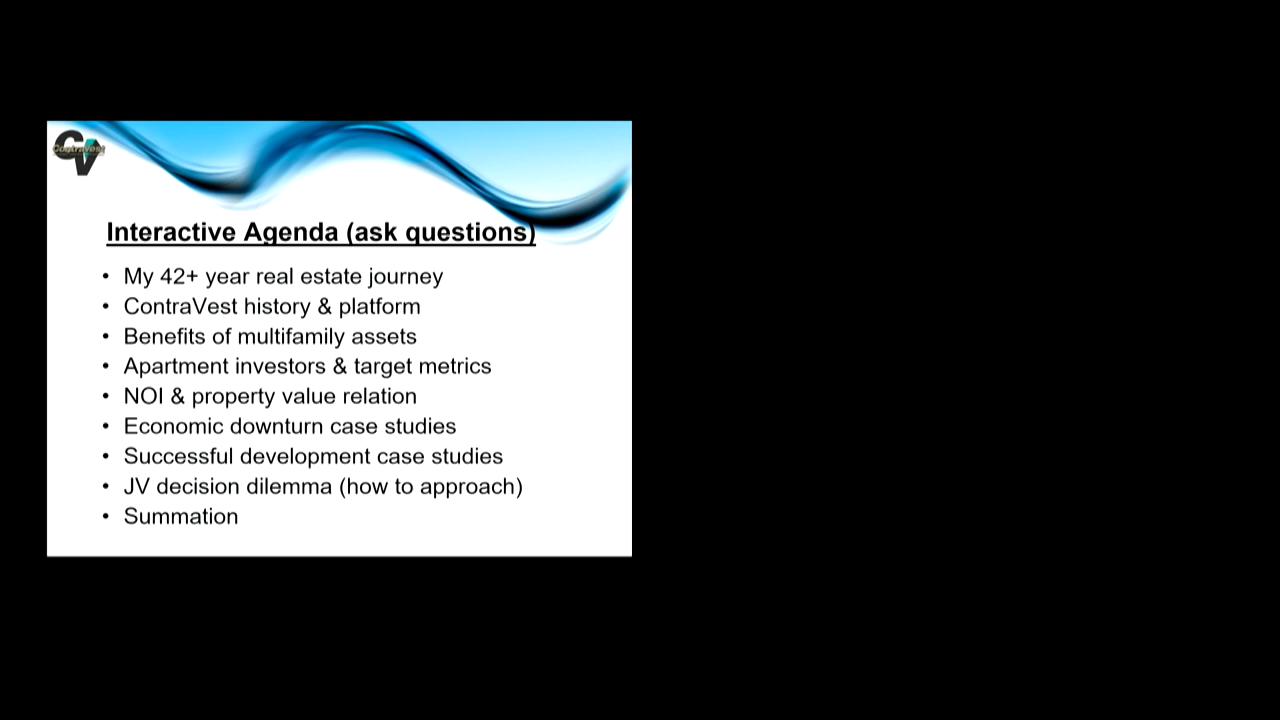 CV
ContraVest
Interactive Agenda (ask questions)
• My 42+ year real estate journey
• ContraVest history & platform
• Benefits of multifamily assets
• Apartment investors & target metrics
• NOI & property value relation
• Economic downturn case studies
• Successful development case studies
• JV decision dilemma (how to approach)
• Summation